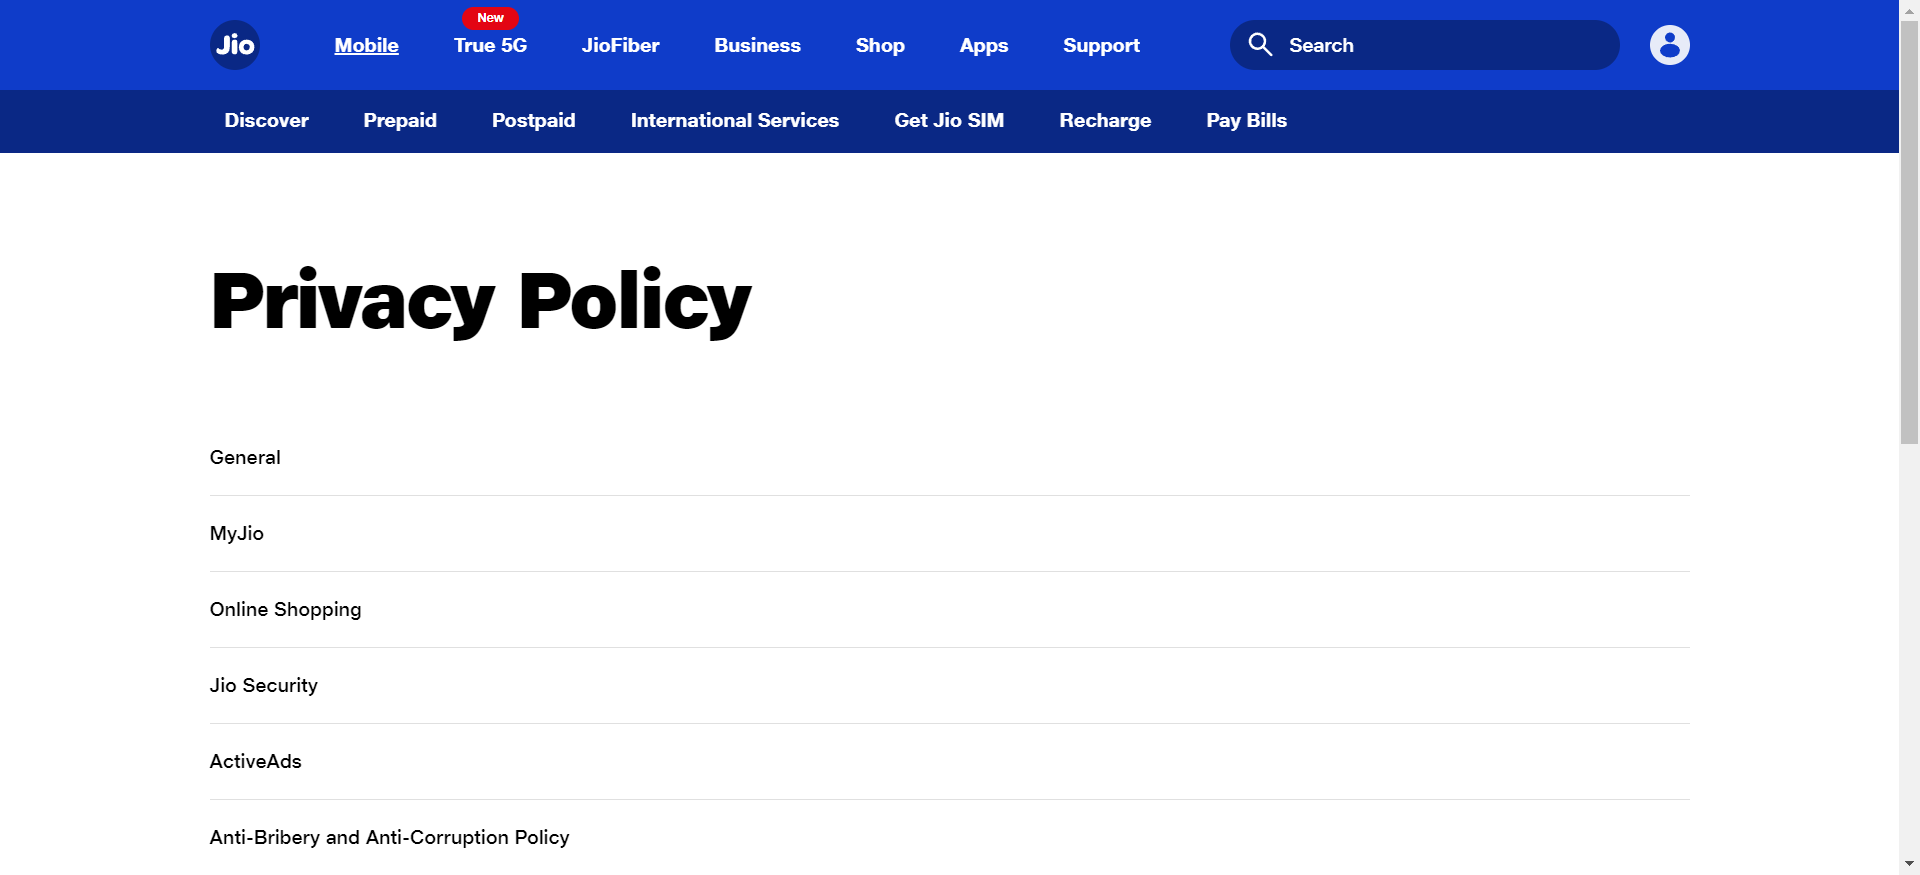 New
Jio Mobile True 5G JioFiber Business Shop Apps Support Search
Discover Prepaid Postpaid International Services Get Jio SIM Recharge Pay Bills
Privacy Policy
General
MyJio
Online Shopping
Jio Security
ActiveAds
Anti-Bribery and Anti-Corruption Policy